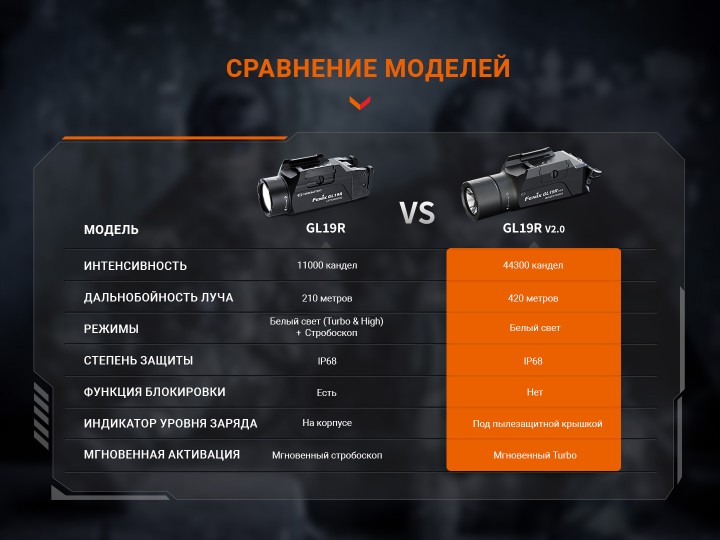 СРАВНЕНИЕ МОДЕЛЕЙ
VS
МОДЕЛЬ GL19R GL19R V2.0
ИНТЕНСИВНОСТЬ 11000 кандел 44300 кандел
ДАЛЬНОБОЙНОСТЬ ЛУЧА 210 метров 420 метров
РЕЖИМЫ Белый свет (Turbo & High) Белый свет
+ Стробоскоп
СТЕПЕНЬ ЗАЩИТЫ IP68 IP68
ФУНКЦИЯ БЛОКИРОВКИ Есть Нет
ИНДИКАТОР УРОВНЯ ЗАРЯДА На корпусе Под пылезащитной крышкой
МГНОВЕННАЯ АКТИВАЦИЯ Мгновенный стробоскоп Мгновенный Turbo